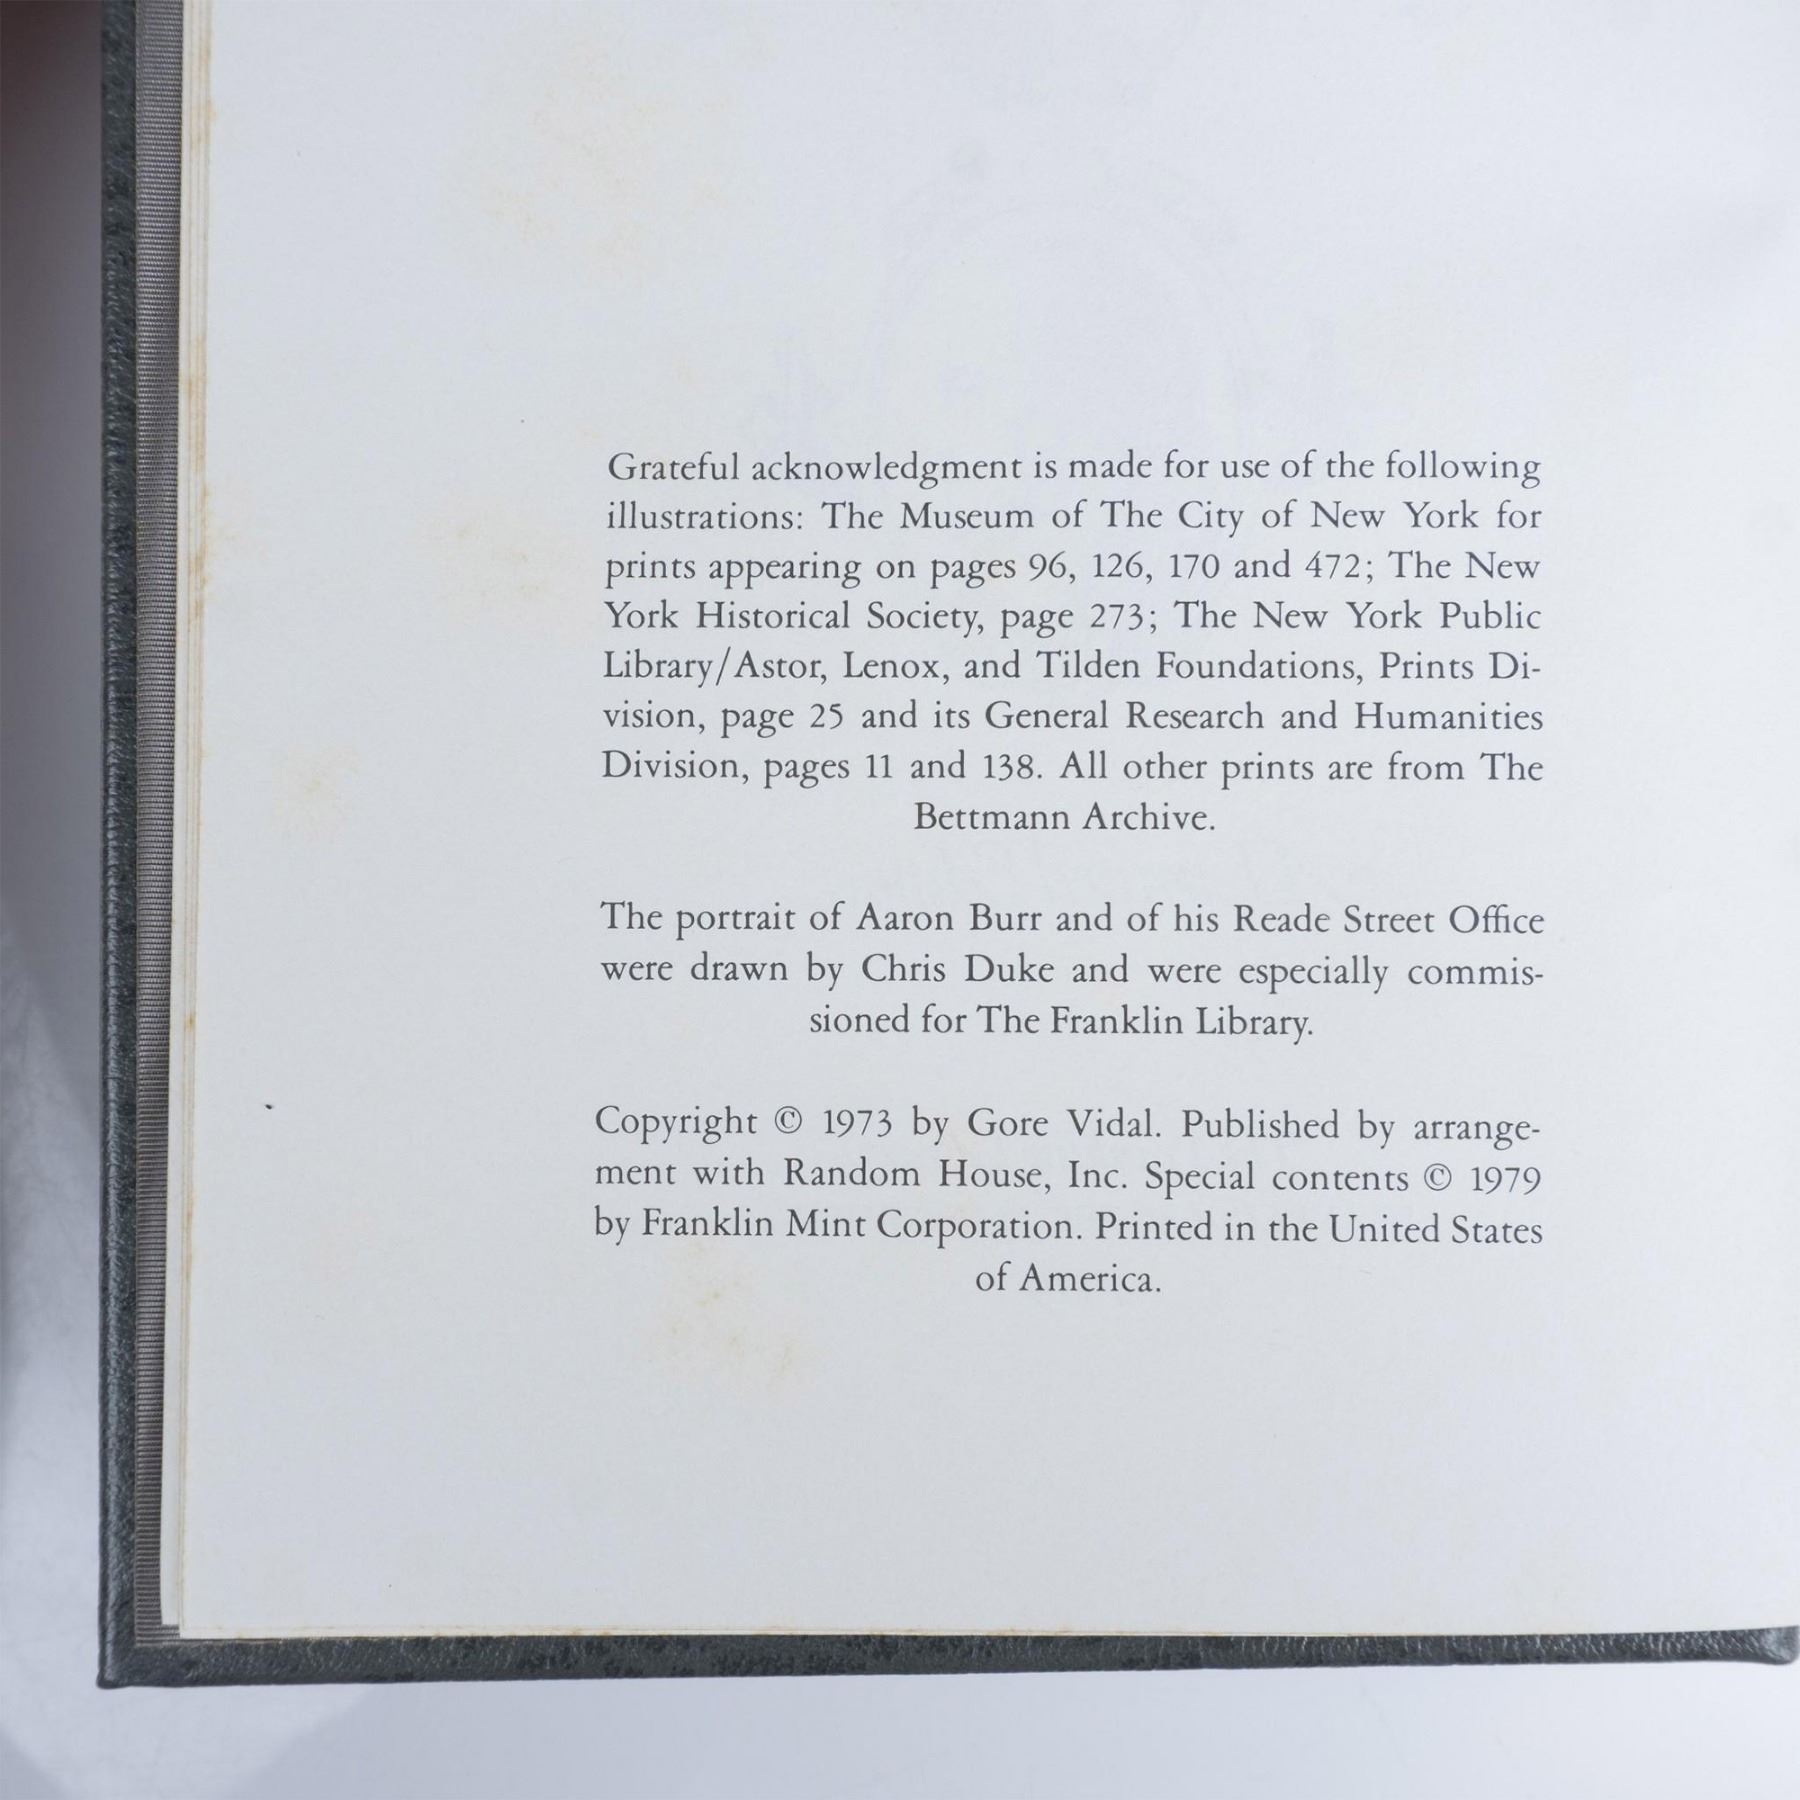 Grateful acknowledgment is made for use of the following
illustrations: The Museum of The City of New York for
prints appearing on pages 96, 126, 170 and 472; The New
York Historical Society, page 273; The New York Public
Library/Astor, Lenox, and Tilden Foundations, Prints Di-
vision, page 25 and its General Research and Humanities
Division, pages 11 and 138. All other prints are from The
Bettmann Archive.
The portrait of Aaron Burr and of his Reade Street Office
were drawn by Chris Duke and were especially commis-
sioned for The Franklin Library.
Copyright © 1973 by Gore Vidal. Published by arrange-
ment with Random House, Inc. Special contents © 1979
by Franklin Mint Corporation. Printed in the United States
of America.